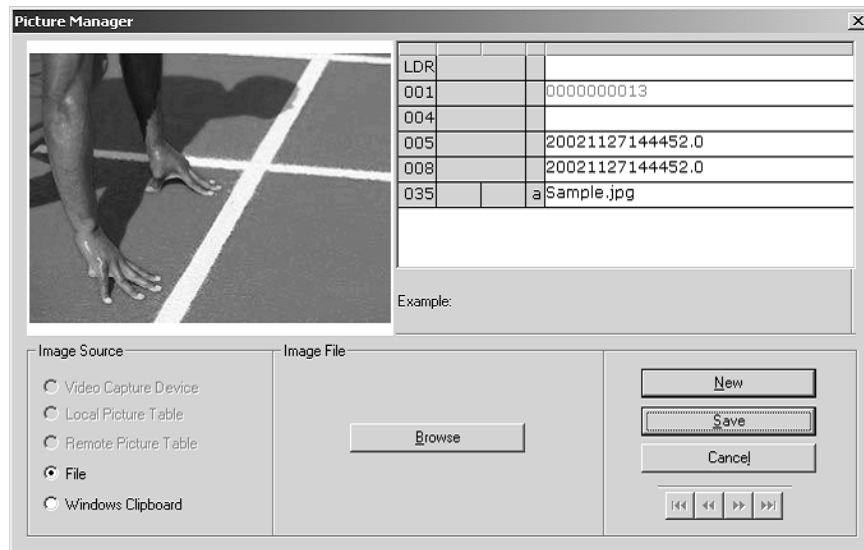 Picture Manager
LDR
001 0000000013
004
005 20021127144452.0
008 20021127144452.0
035 a Sample.jpg
Example:
Image Source
Video Capture Device
Local Picture Table
Remote Picture Table
File
Windows Clipboard
Image File
Browse
New
Save
Cancel